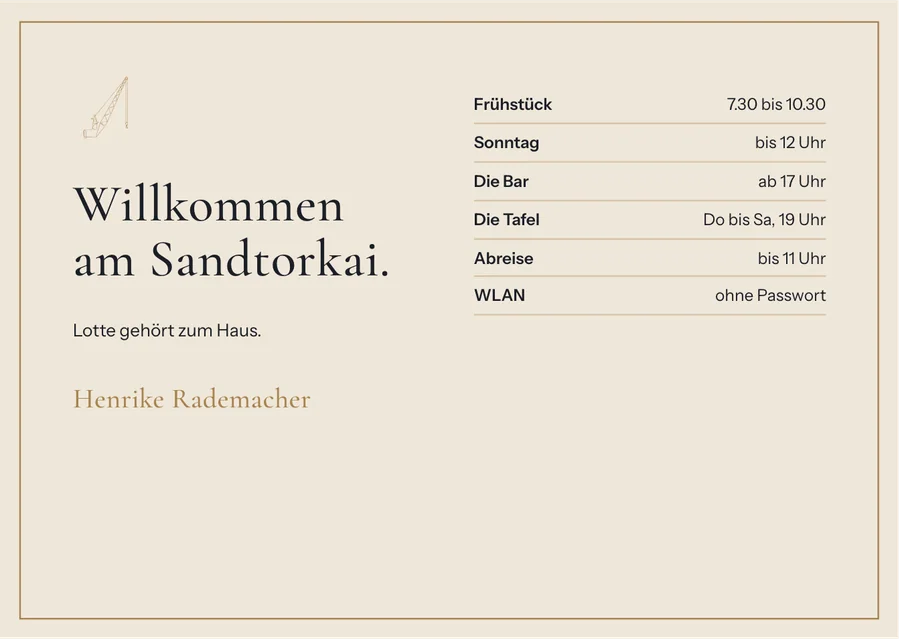 Willkommen
am Sandtorkai.
Lotte gehört zum Haus.
Henrike Rademacher
Frühstück 7.30 bis 10.30
Sonntag bis 12 Uhr
Die Bar ab 17 Uhr
Die Tafel Do bis Sa, 19 Uhr
Abreise bis 11 Uhr
WLAN ohne Passwort